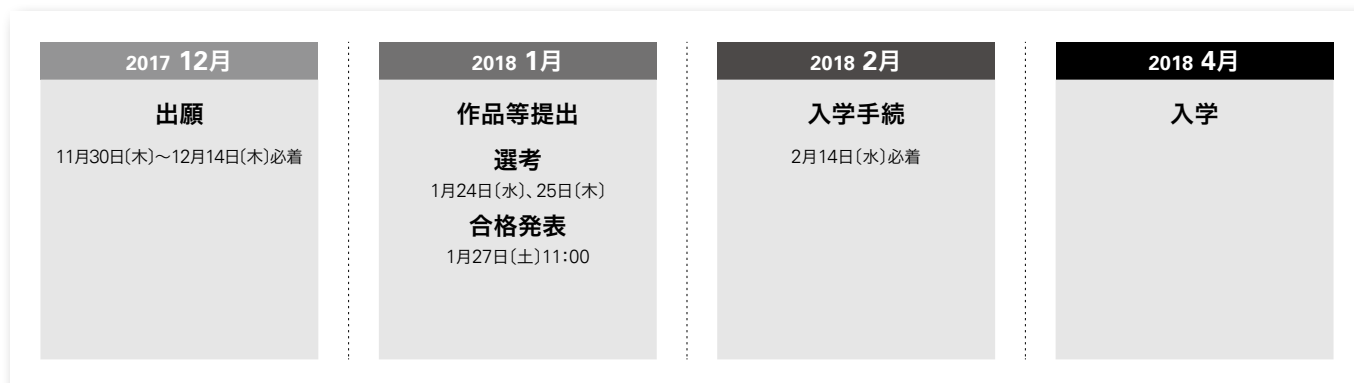 2017 12月
出願
11月30日〔木〕～12月14日〔木〕必着
2018 1月
作品等提出
選考
1月24日〔水〕、25日〔木〕
合格発表
1月27日〔土〕11:00
2018 2月
入学手続
2月14日〔水〕必着
2018 4月
入学